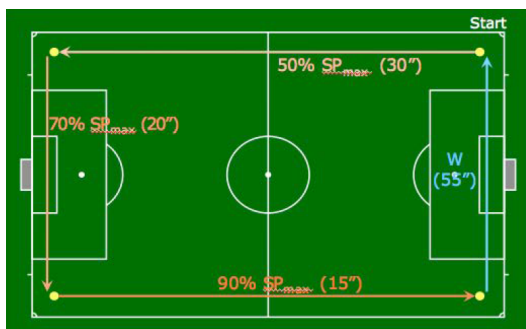 Start
50% SPmax (30”)
70% SPmax (20”)
W
(55”)
90% SPmax (15”)